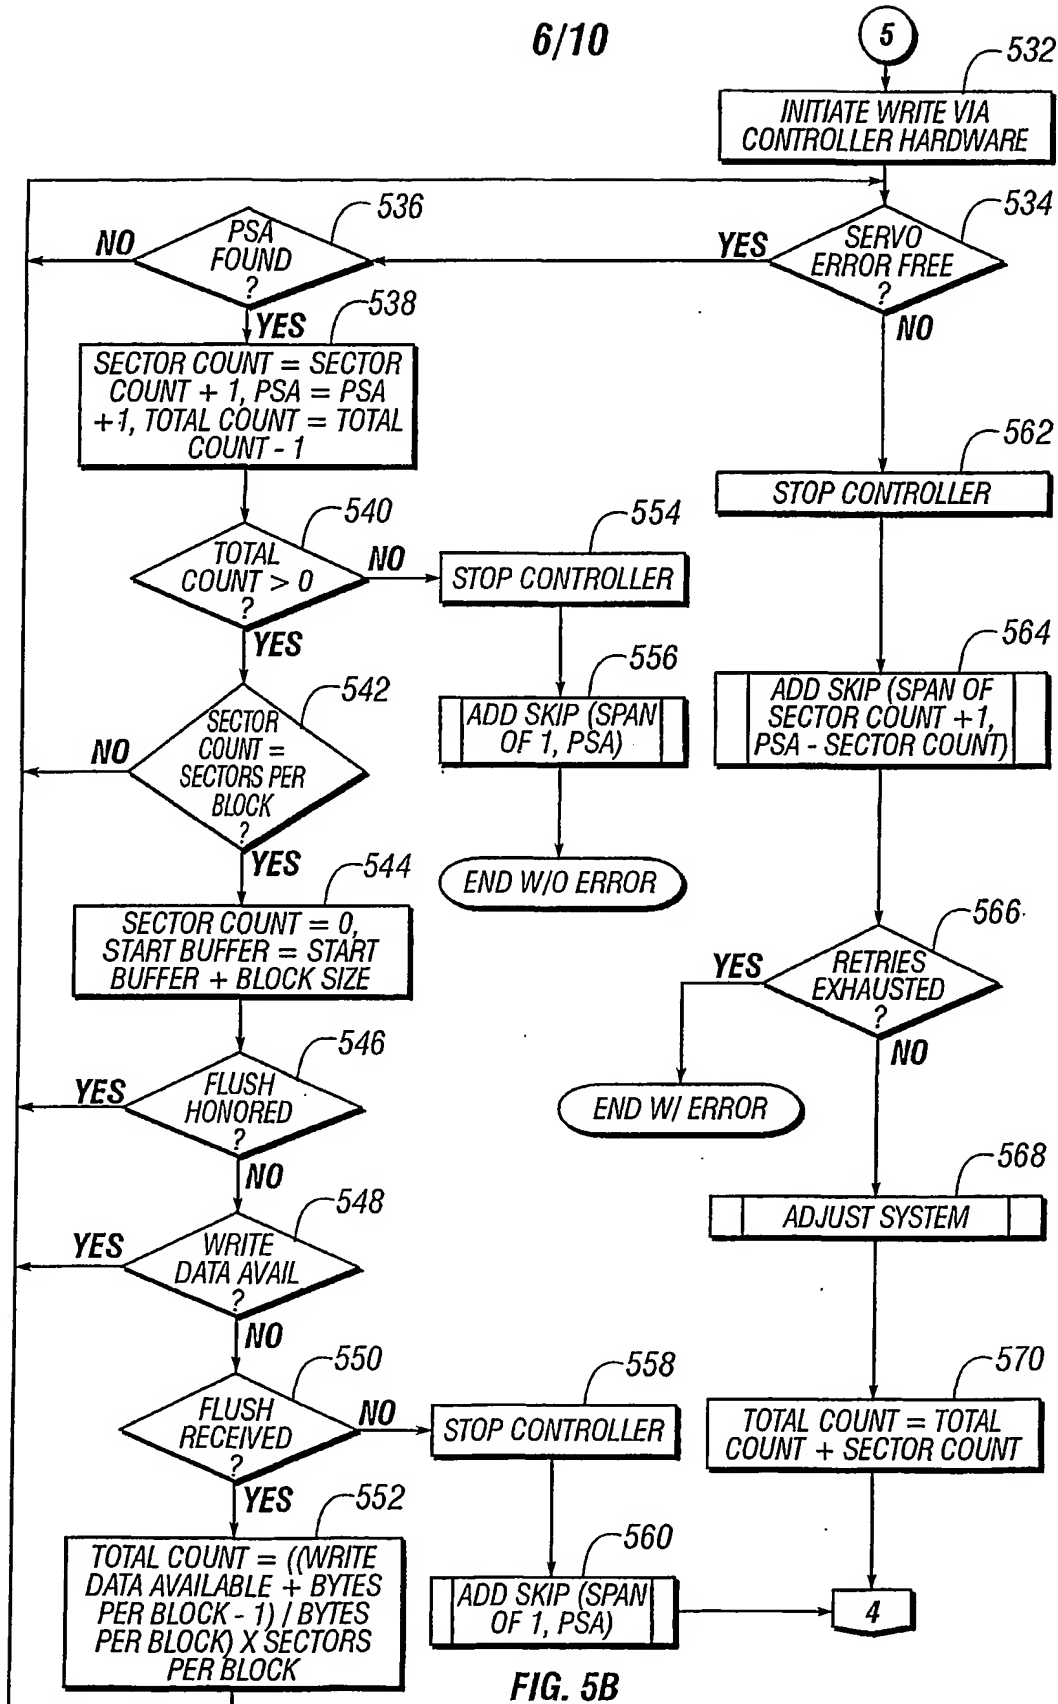 6/10
5
532
INITIATE WRITE VIA
CONTROLLER HARDWARE
534
SERVO
ERROR FREE
?
YES
NO
536
PSA
FOUND
?
NO
YES
538
SECTOR COUNT = SECTOR
COUNT + 1, PSA = PSA
+1, TOTAL COUNT = TOTAL
COUNT - 1
540
TOTAL
COUNT > 0
?
NO
YES
554
STOP CONTROLLER
556
ADD SKIP (SPAN
OF 1, PSA)
END W/O ERROR
542
SECTOR
COUNT =
SECTORS PER
BLOCK
?
NO
YES
544
SECTOR COUNT = 0,
START BUFFER = START
BUFFER + BLOCK SIZE
546
FLUSH
HONORED
?
YES
NO
548
WRITE
DATA AVAIL
?
YES
NO
550
FLUSH
RECEIVED
?
NO
YES
552
TOTAL COUNT = ((WRITE
DATA AVAILABLE + BYTES
PER BLOCK - 1) / BYTES
PER BLOCK) X SECTORS
PER BLOCK
558
STOP CONTROLLER
560
ADD SKIP (SPAN
OF 1, PSA)
562
STOP CONTROLLER
564
ADD SKIP (SPAN OF
SECTOR COUNT +1,
PSA - SECTOR COUNT)
566
RETRIES
EXHAUSTED
?
YES
NO
END W/ ERROR
568
ADJUST SYSTEM
570
TOTAL COUNT = TOTAL
COUNT + SECTOR COUNT
4
FIG. 5B